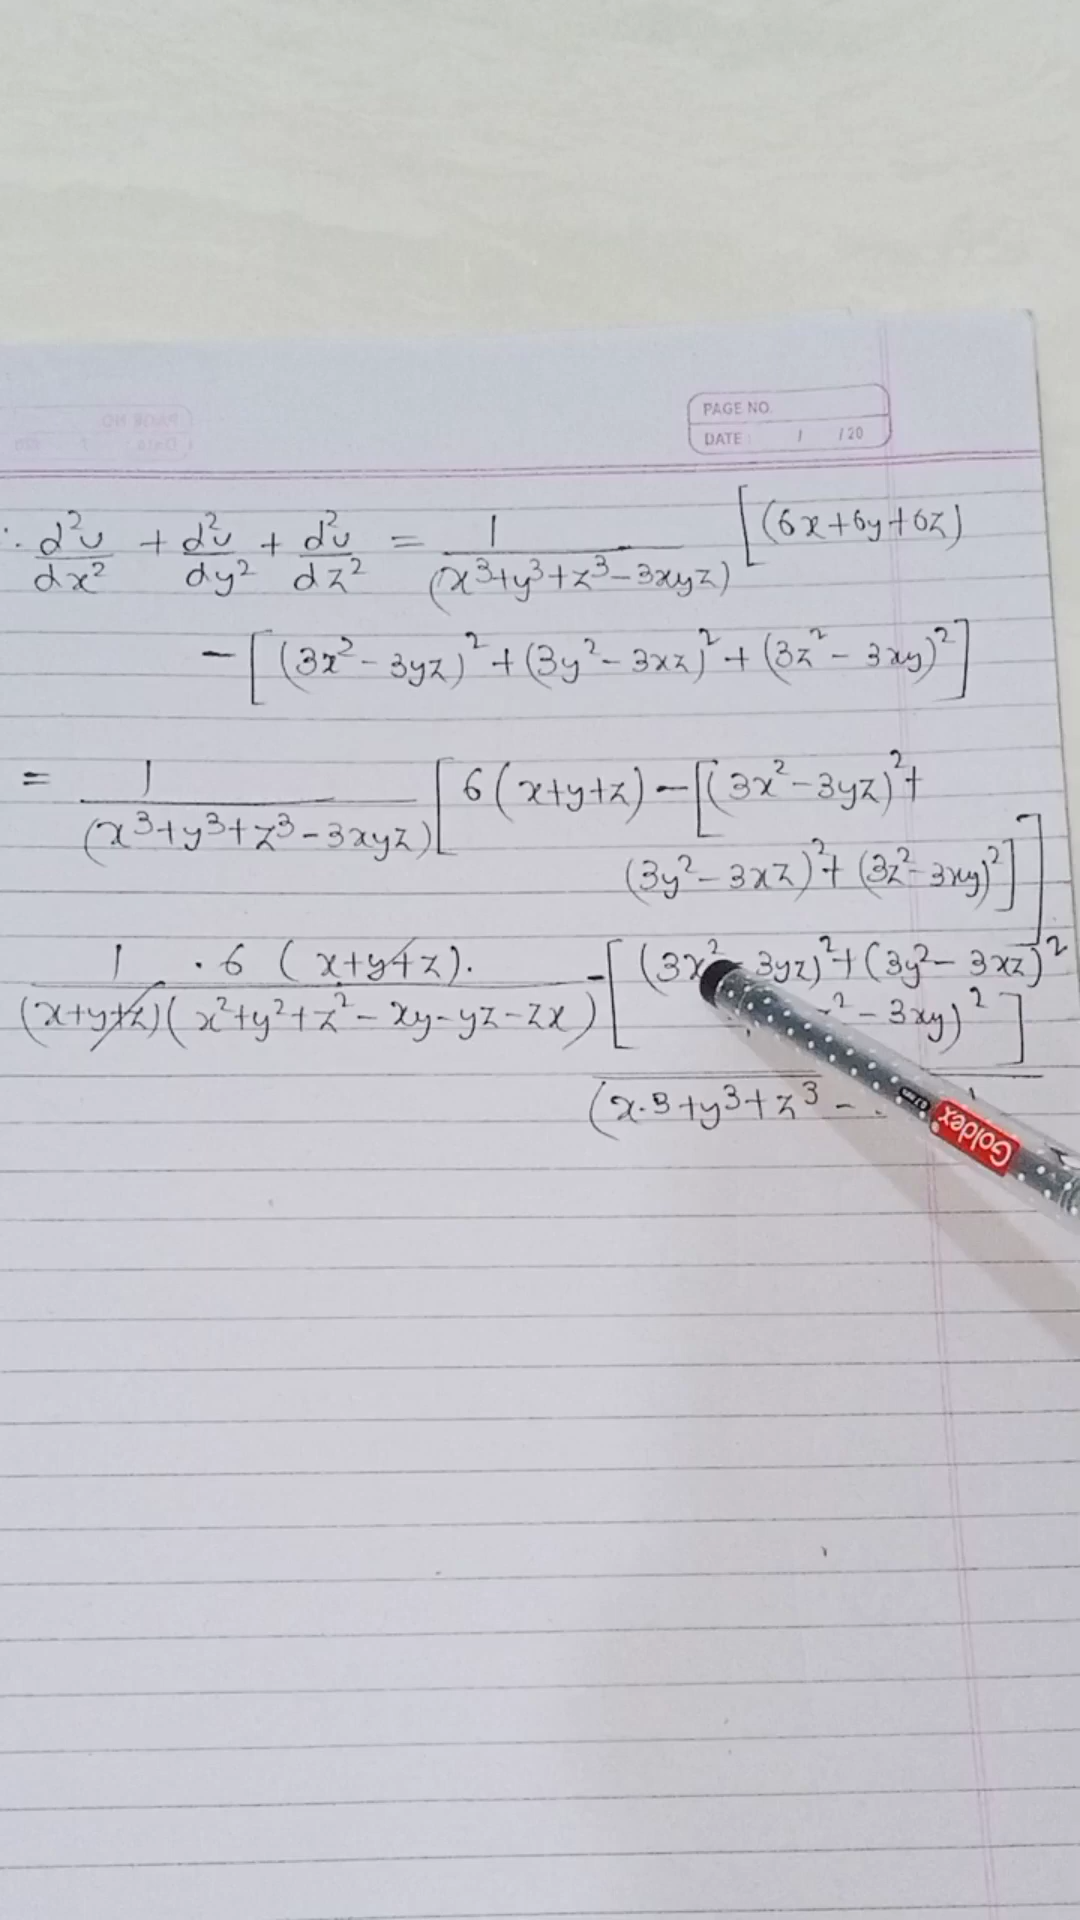 PAGE NO.
DATE : / / 20
∴ d²u/dx² + d²u/dy² + d²u/dz² = 1/(x³+y³+z³-3xyz) [(6x+6y+6z)
- [(3x²-3yz)² + (3y²-3xz)² + (3z²-3xy)²]
= 1/(x³+y³+z³-3xyz) [6(x+y+z) - [(3x²-3yz)² +
(3y²-3xz)² + (3z²-3xy)²]]
1 · 6 (x+y+z). - [(3x²-3yz)² + (3y²-3xz)²
(x+y+z)(x²+y²+z²-xy-yz-zx) ² - 3xy)²]
(x·3+y³+z³ -
Goldex